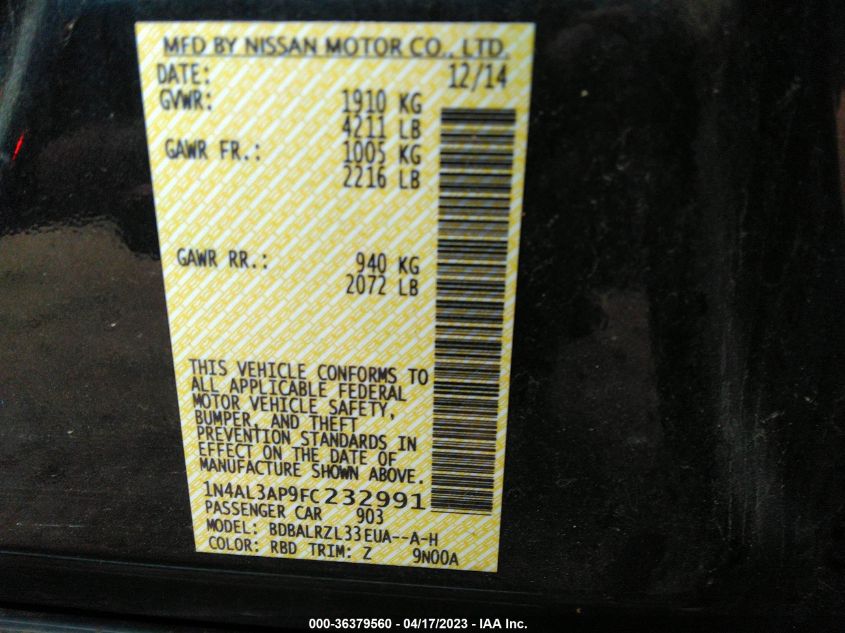 MFD BY NISSAN MOTOR CO., LTD.
DATE: 12/14
GVWR: 1910 KG
4211 LB
GAWR FR.: 1005 KG
2216 LB
GAWR RR.: 940 KG
2072 LB
THIS VEHICLE CONFORMS TO
ALL APPLICABLE FEDERAL
MOTOR VEHICLE SAFETY,
BUMPER, AND THEFT
PREVENTION STANDARDS IN
EFFECT ON THE DATE OF
MANUFACTURE SHOWN ABOVE.
1N4AL3AP9FC232991
PASSENGER CAR 903
MODEL: BDBALRZL33EUA--A-H
COLOR: RBD TRIM: Z 9N00A
000-36379560 - 04/17/2023 - IAA Inc.